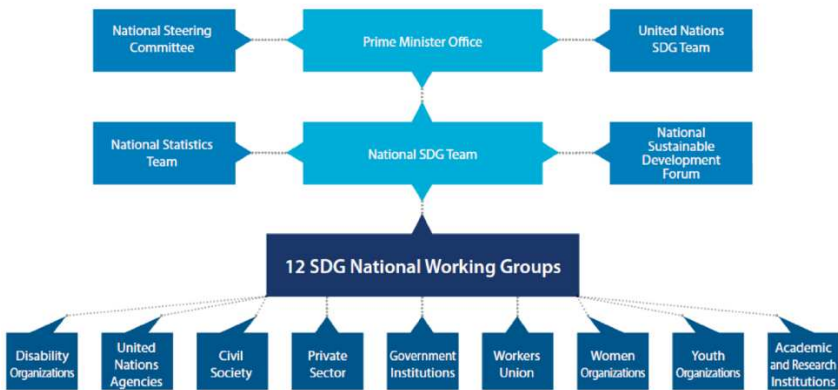 National Steering
Committee
Prime Minister Office
United Nations
SDG Team
National Statistics
Team
National SDG Team
National
Sustainable
Development
Forum
12 SDG National Working Groups
Disability
Organizations
United
Nations
Agencies
Civil
Society
Private
Sector
Government
Institutions
Workers
Union
Women
Organizations
Youth
Organizations
Academic
and Research
Institutions